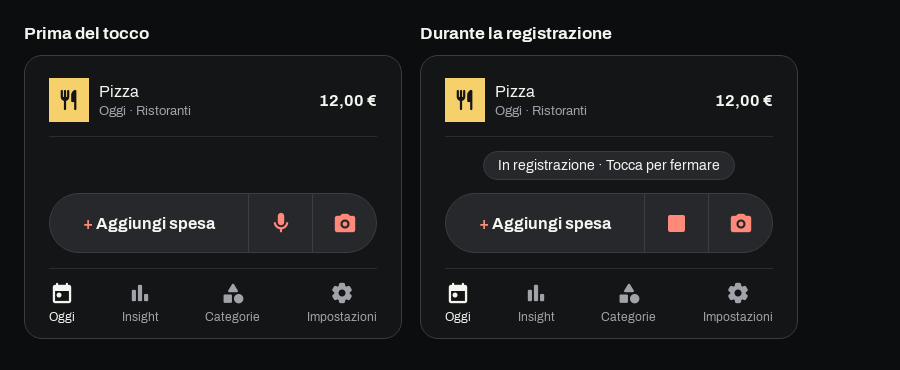 Prima del tocco
Pizza
12,00 €
Oggi · Ristoranti
+ Aggiungi spesa
Oggi
Insight
Categorie
Impostazioni
Durante la registrazione
Pizza
12,00 €
Oggi · Ristoranti
In registrazione · Tocca per fermare
+ Aggiungi spesa
Oggi
Insight
Categorie
Impostazioni